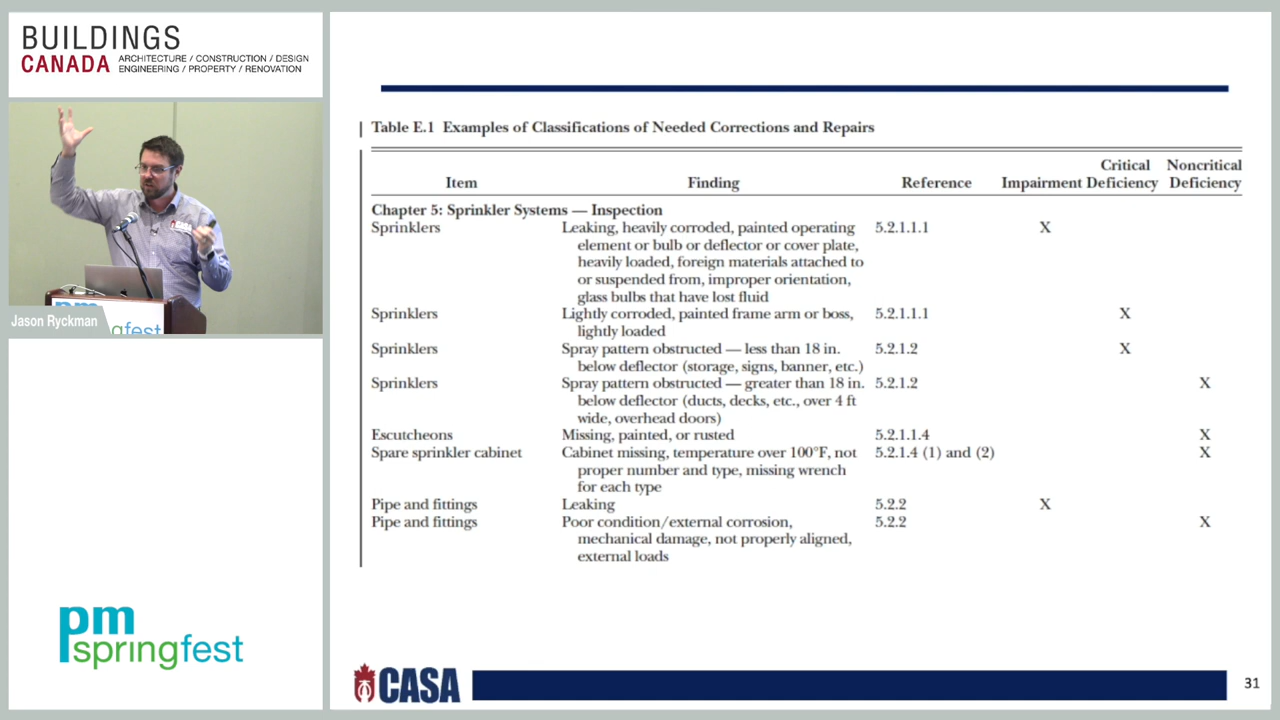 BUILDINGS
CANADA
ARCHITECTURE / CONSTRUCTION / DESIGN
ENGINEERING / PROPERTY / RENOVATION
CASA
pm
ngfest
Jason Ryckman
pm
springfest
Table E.1 Examples of Classifications of Needed Corrections and Repairs
Item Finding Reference Impairment Critical Deficiency Noncritical Deficiency
Chapter 5: Sprinkler Systems — Inspection
Sprinklers Leaking, heavily corroded, painted operating 5.2.1.1.1 X
element or bulb or deflector or cover plate,
heavily loaded, foreign materials attached to
or suspended from, improper orientation,
glass bulbs that have lost fluid
Sprinklers Lightly corroded, painted frame arm or boss, 5.2.1.1.1 X
lightly loaded
Sprinklers Spray pattern obstructed — less than 18 in. 5.2.1.2 X
below deflector (storage, signs, banner, etc.)
Sprinklers Spray pattern obstructed — greater than 18 in. 5.2.1.2 X
below deflector (ducts, decks, etc., over 4 ft
wide, overhead doors)
Escutcheons Missing, painted, or rusted 5.2.1.1.4 X
Spare sprinkler cabinet Cabinet missing, temperature over 100°F, not 5.2.1.4 (1) and (2) X
proper number and type, missing wrench
for each type
Pipe and fittings Leaking 5.2.2 X
Pipe and fittings Poor condition/external corrosion, 5.2.2 X
mechanical damage, not properly aligned,
external loads
CASA
31